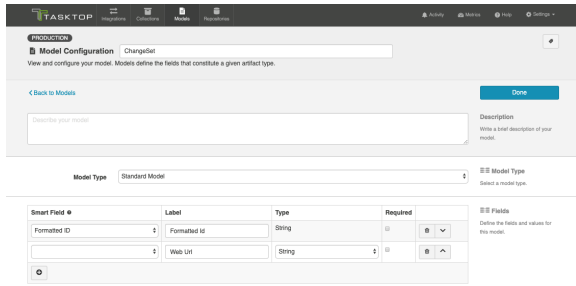 TASKTOP
Integrations
Collections
Models
Repositories
Activity
Metrics
Help
Settings
PRODUCTION
Model Configuration
ChangeSet
View and configure your model. Models define the fields that constitute a given artifact type.
Back to Models
Done
Describe your model
Description
Write a brief description of your
model.
Model Type
Standard Model
Model Type
Select a model type.
Smart Field
Label
Type
Required
Fields
Define the fields and values for
this model.
Formatted ID
Formatted Id
String
Web Url
String